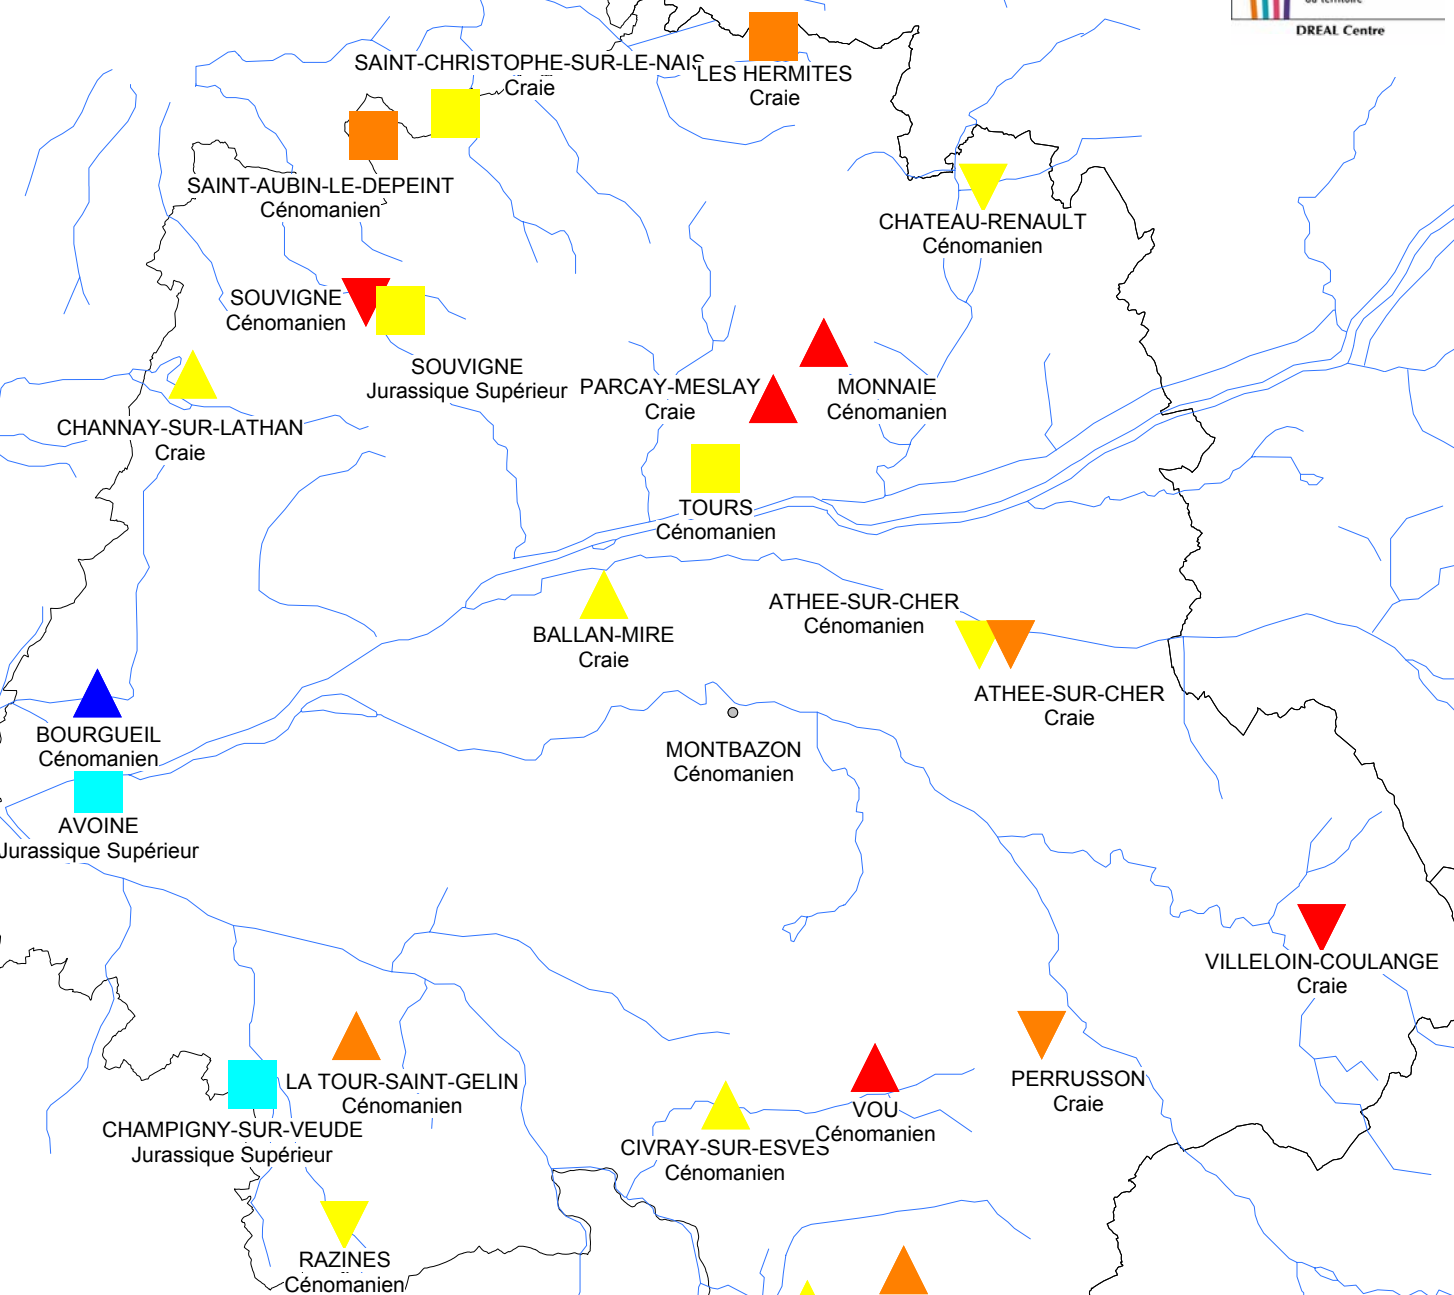 du territoire
DREAL Centre
SAINT-CHRISTOPHE-SUR-LE-NAIS
Craie
LES HERMITES
Craie
SAINT-AUBIN-LE-DEPEINT
Cénomanien
CHATEAU-RENAULT
Cénomanien
SOUVIGNE
Cénomanien
SOUVIGNE
Jurassique Supérieur
PARCAY-MESLAY
Craie
MONNAIE
Cénomanien
CHANNAY-SUR-LATHAN
Craie
TOURS
Cénomanien
ATHEE-SUR-CHER
Cénomanien
BALLAN-MIRE
Craie
ATHEE-SUR-CHER
Craie
BOURGUEIL
Cénomanien
MONTBAZON
Cénomanien
AVOINE
Jurassique Supérieur
VILLELOIN-COULANGE
Craie
LA TOUR-SAINT-GELIN
Cénomanien
PERRUSSON
Craie
VOU
Cénomanien
CHAMPIGNY-SUR-VEUDE
Jurassique Supérieur
CIVRAY-SUR-ESVES
Cénomanien
RAZINES
Cénomanien